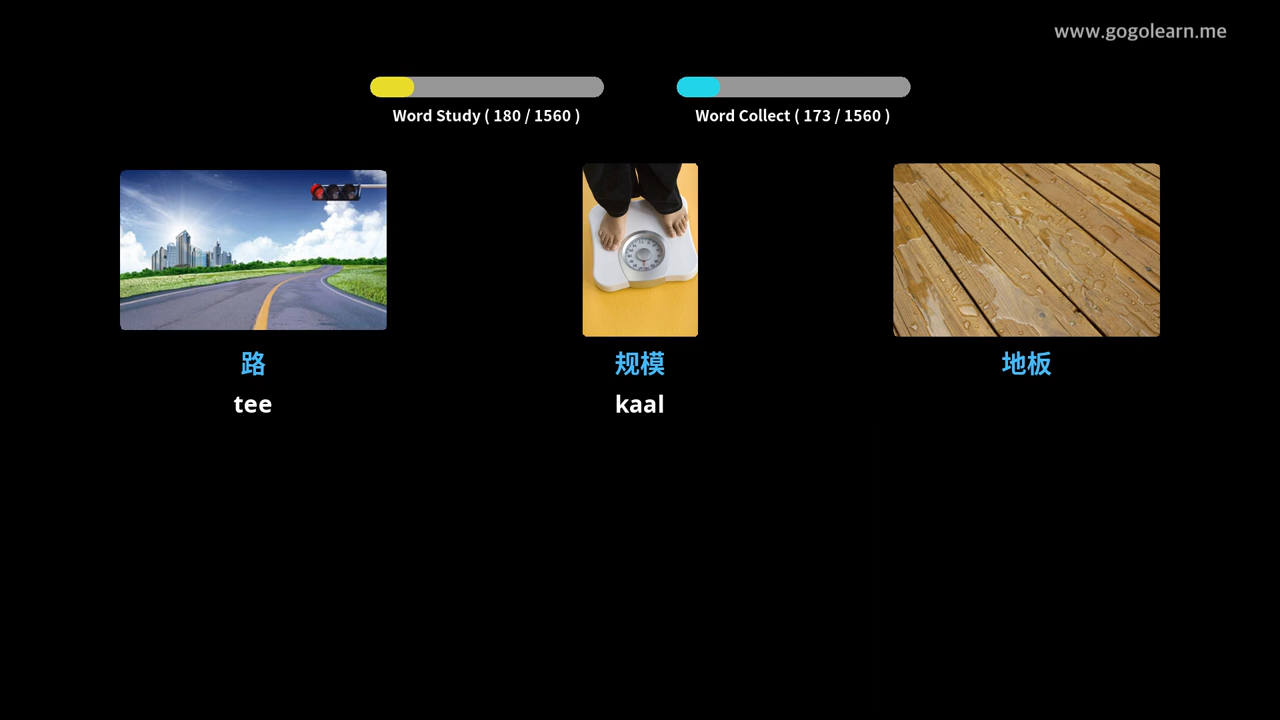 www.gogolearn.me
Word Study ( 180 / 1560 )
Word Collect ( 173 / 1560 )
路
规模
地板
tee
kaal